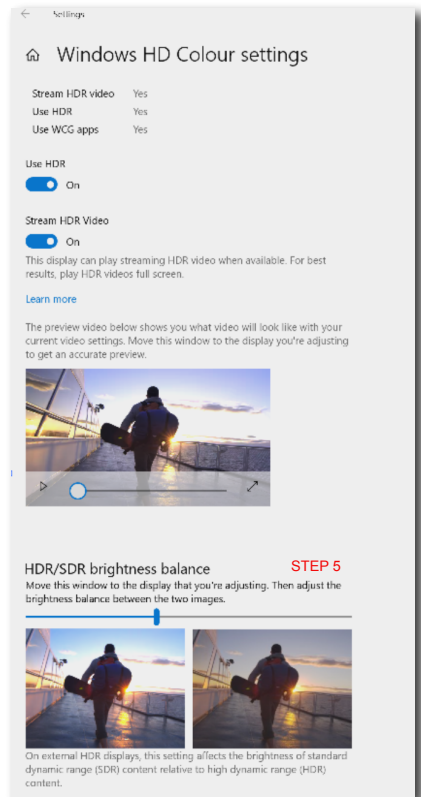 Settings
Windows HD Colour settings
Stream HDR video Yes
Use HDR Yes
Use WCG apps Yes
Use HDR
On
Stream HDR Video
On
This display can play streaming HDR video when available. For best
results, play HDR videos full screen.
Learn more
The preview video below shows you what video will look like with your
current video settings. Move this window to the display you're adjusting
to get an accurate preview.
HDR/SDR brightness balance STEP 5
Move this window to the display that you're adjusting. Then adjust the
brightness balance between the two images.
On external HDR displays, this setting affects the brightness of standard
dynamic range (SDR) content relative to high dynamic range (HDR)
content.